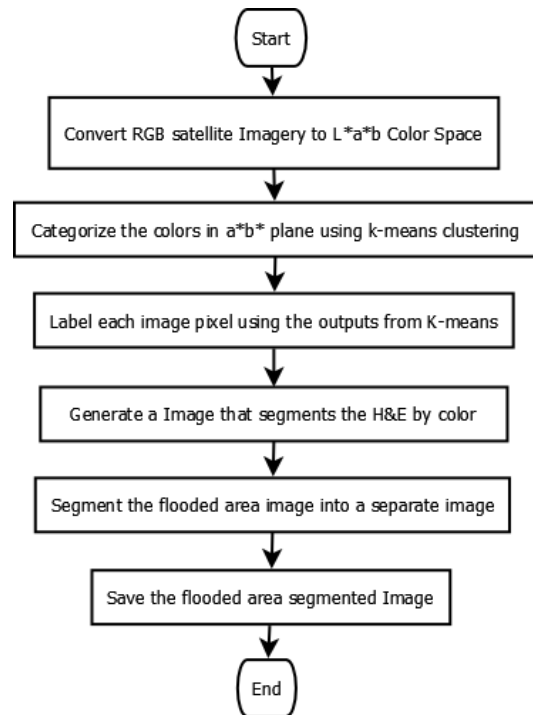 Start
Convert RGB satellite Imagery to L*a*b Color Space
Categorize the colors in a*b* plane using k-means clustering
Label each image pixel using the outputs from K-means
Generate a Image that segments the H&E by color
Segment the flooded area image into a separate image
Save the flooded area segmented Image
End